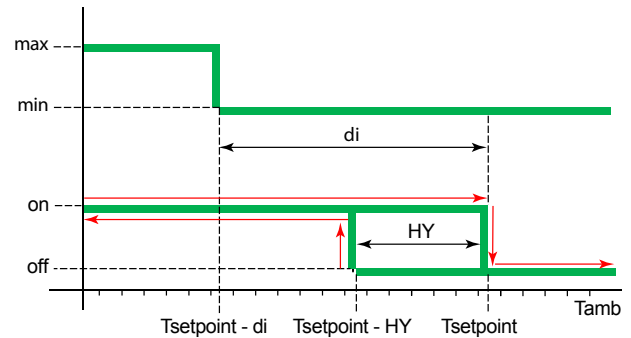 max
min
di
on
HY
off
Tamb
Tsetpoint - di Tsetpoint - HY Tsetpoint